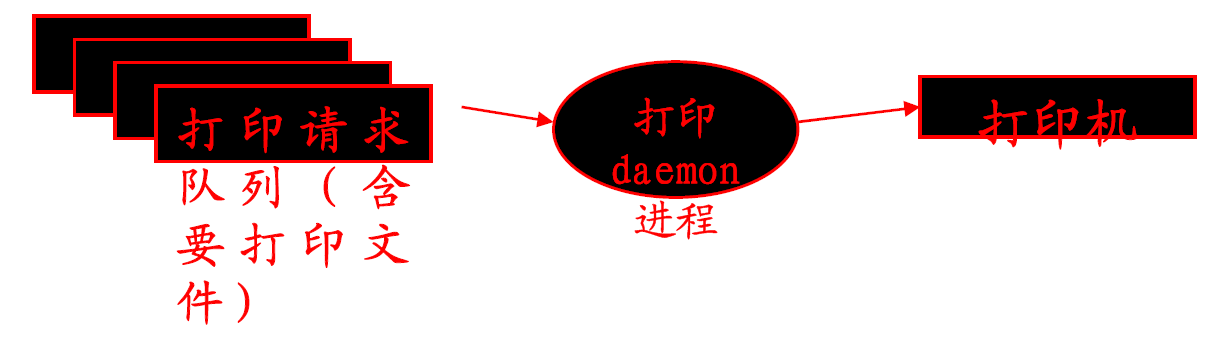 打印请求
队列（含
要打印文
件）
打印
daemon
进程
打印机